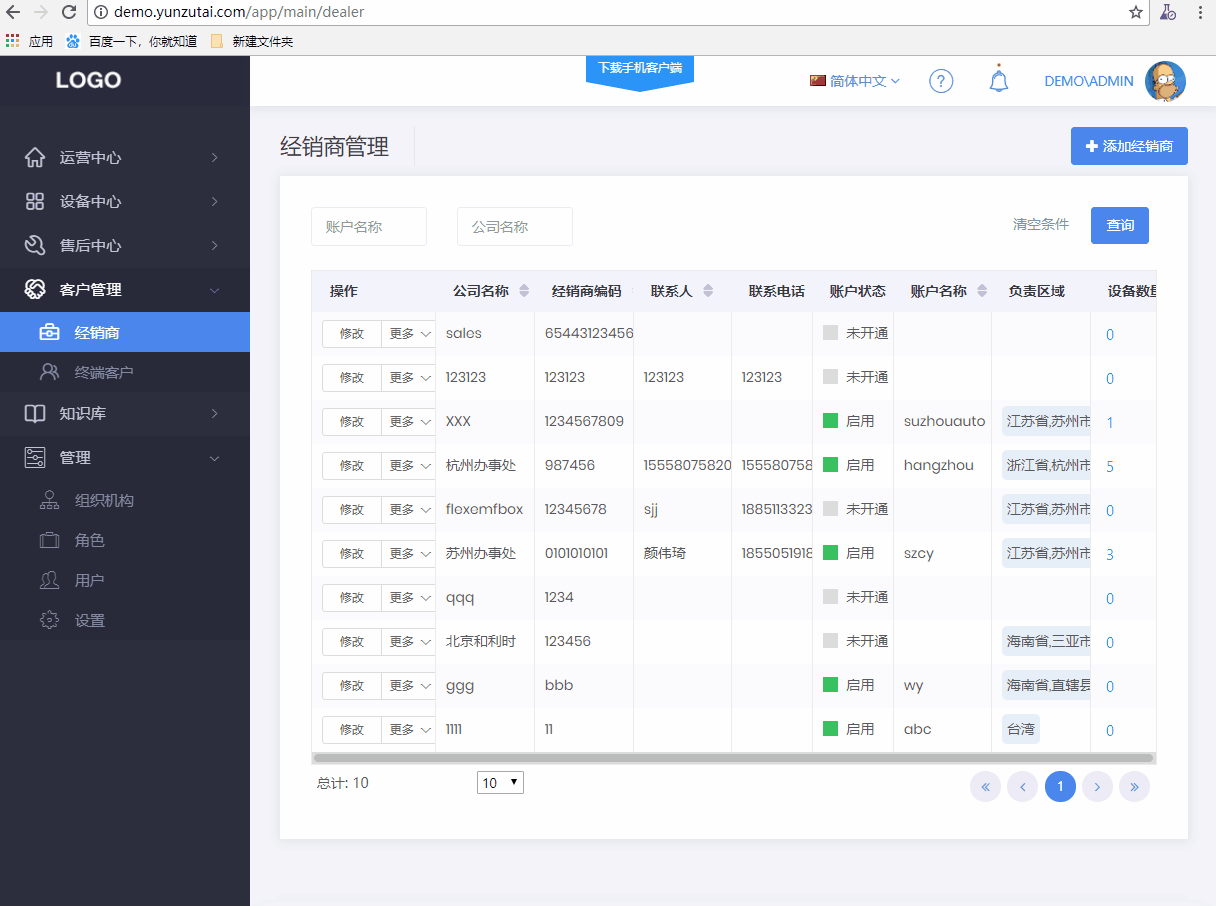 demo.yunzutai.com/app/main/dealer
应用 百度一下，你就知道 新建文件夹
LOGO
下载手机客户端
简体中文
?
DEMO\ADMIN
运营中心
设备中心
售后中心
客户管理
经销商
终端客户
知识库
管理
组织机构
角色
用户
设置
经销商管理
添加经销商
账户名称 公司名称 清空条件 查询
操作 公司名称 经销商编码 联系人 联系电话 账户状态 账户名称 负责区域 设备数量
修改 更多 sales 65443123456 未开通 0
修改 更多 123123 123123 123123 123123 未开通 0
修改 更多 XXX 1234567809 启用 suzhouauto 江苏省,苏州市 1
修改 更多 杭州办事处 987456 15558075820 155580758 启用 hangzhou 浙江省,杭州市 5
修改 更多 flexemfbox 12345678 sjj 1885113323 未开通 江苏省,苏州市 0
修改 更多 苏州办事处 0101010101 颜伟琦 1855051918 启用 szcy 江苏省,苏州市 3
修改 更多 qqq 1234 未开通 0
修改 更多 北京和利时 123456 未开通 海南省,三亚市 0
修改 更多 ggg bbb 启用 wy 海南省,直辖县 0
修改 更多 1111 11 启用 abc 台湾 0
总计: 10 10 « ‹ 1 › »